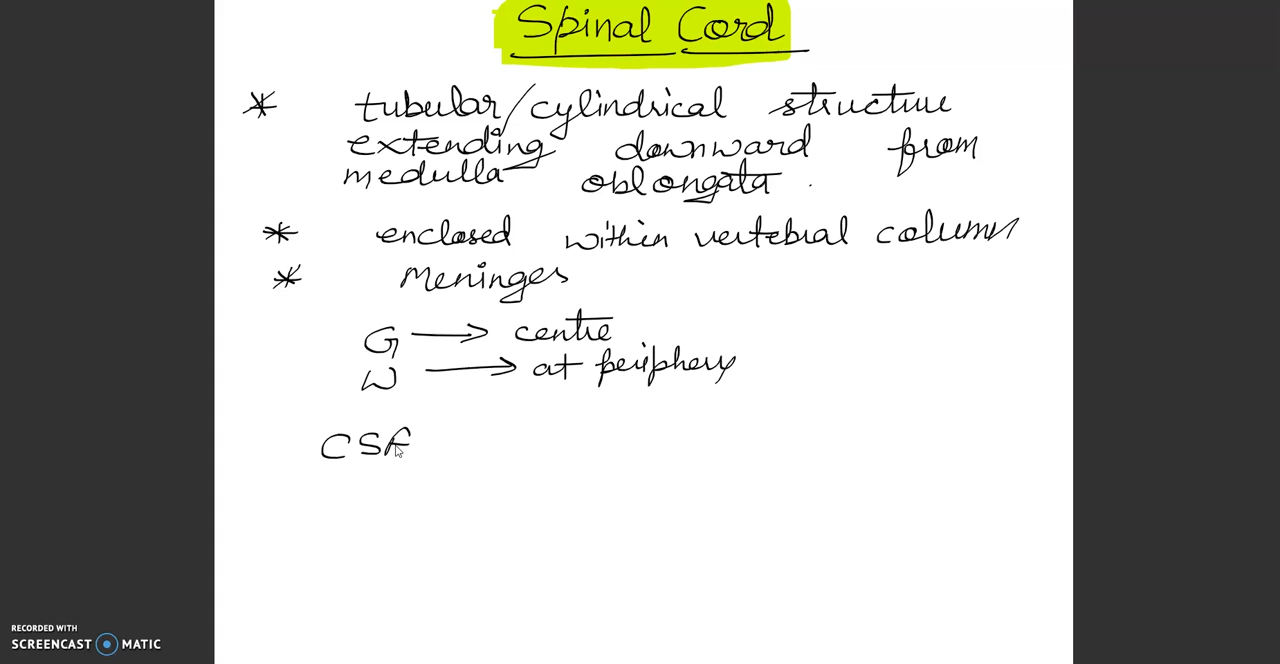 Spinal Cord
* tubular/cylindrical structure
extending downward from
medulla oblongata.
* enclosed within vertebral column
* Meninges
G → centre
W → at periphery
CSF
RECORDED WITH
SCREENCAST MATIC